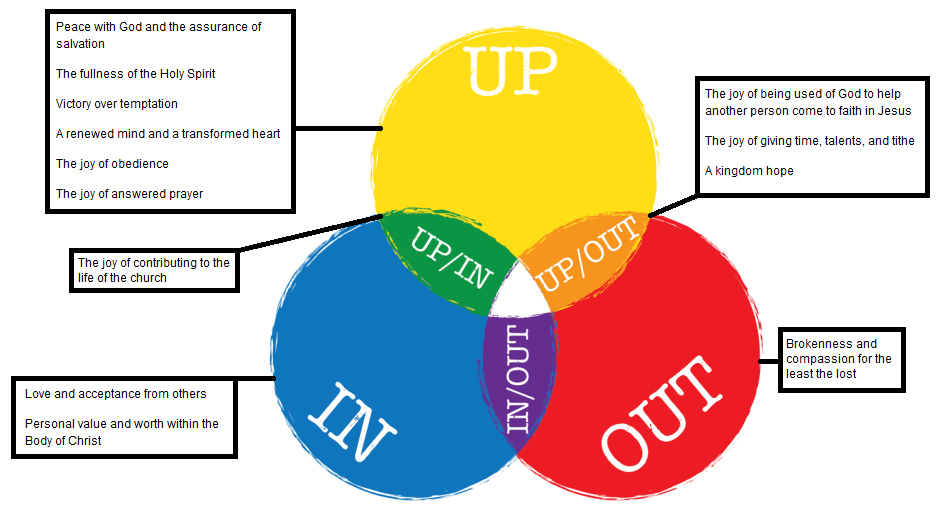 Peace with God and the assurance of
salvation
The fullness of the Holy Spirit
Victory over temptation
A renewed mind and a transformed heart
The joy of obedience
The joy of answered prayer
UP
The joy of being used of God to help
another person come to faith in Jesus
The joy of giving time, talents, and tithe
A kingdom hope
The joy of contributing to the
life of the church
UP/IN
UP/OUT
IN/OUT
Brokenness and
compassion for the
least the lost
Love and acceptance from others
Personal value and worth within the
Body of Christ
IN
OUT